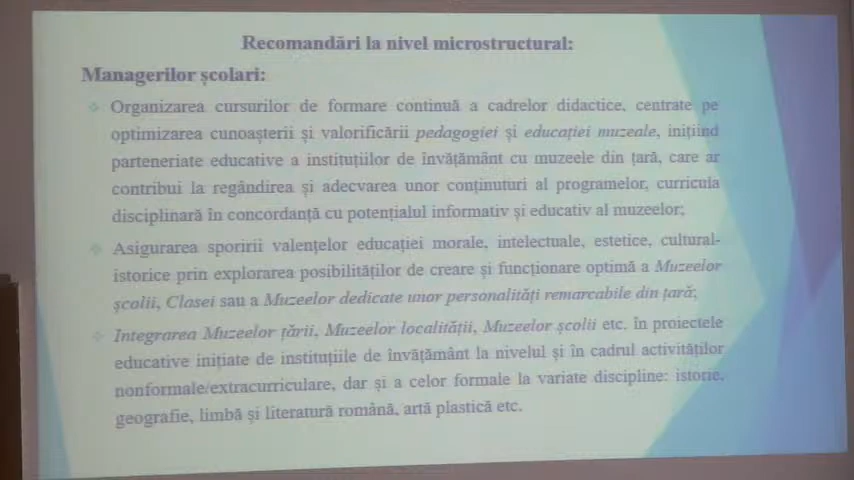 Recomandări la nivel microstructural:
Managerilor școlari:
Organizarea cursurilor de formare continuă a cadrelor didactice, centrate pe
optimizarea cunoașterii și valorificării pedagogiei și educației muzeale, inițiind
parteneriate educative a instituțiilor de învățământ cu muzeele din țară, care ar
contribui la regândirea și adecvarea unor conținuturi al programelor, curricula
disciplinară în concordanță cu potențialul informativ și educativ al muzeelor;
Asigurarea sporirii valențelor educației morale, intelectuale, estetice, cultural-
istorice prin explorarea posibilităților de creare și funcționare optimă a Muzeelor
școlii, Clasei sau a Muzeelor dedicate unor personalități remarcabile din țară;
Integrarea Muzeelor țării, Muzeelor localității, Muzeelor școlii etc. în proiectele
educative inițiate de instituțiile de învățământ la nivelul și în cadrul activităților
nonformale/extracurriculare, dar și a celor formale la variate discipline: istorie,
geografie, limbă și literatură română, artă plastică etc.